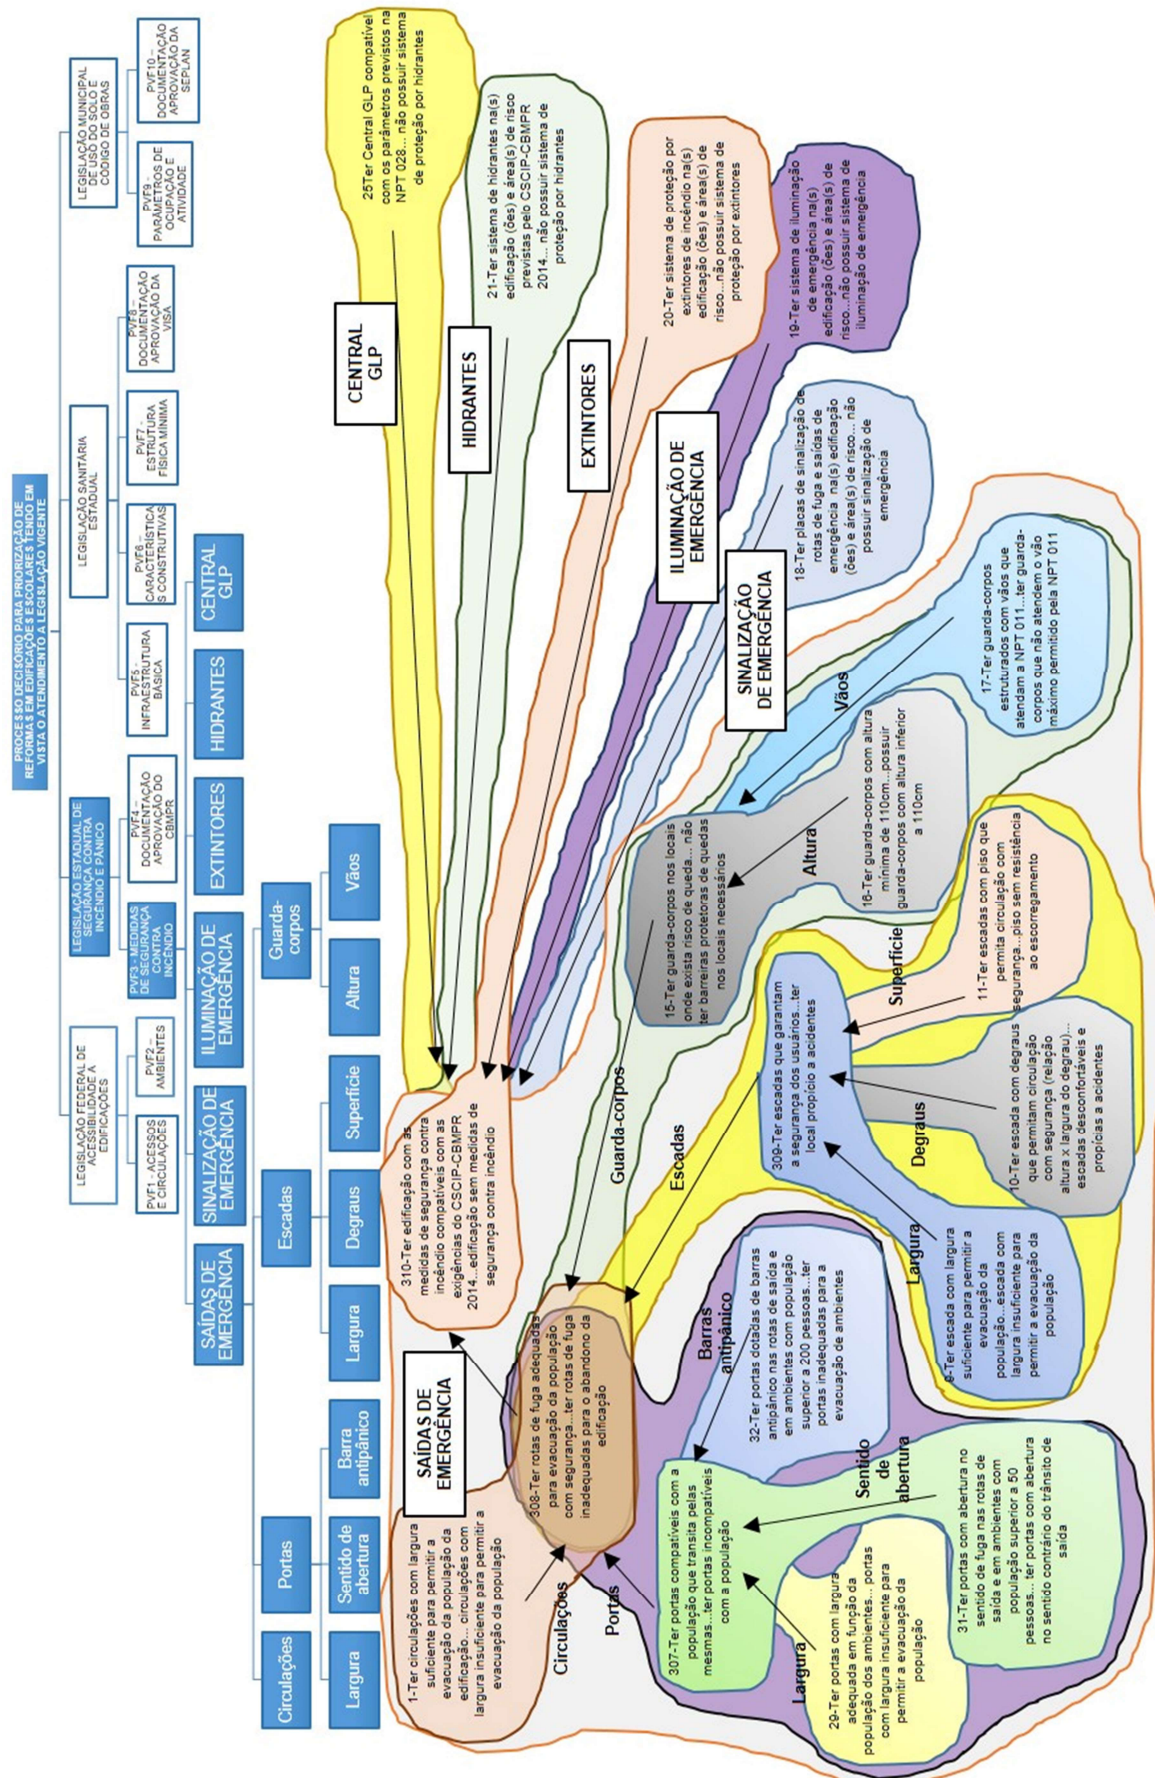 PROCESSO DECISÓRIO PARA PRIORIZAÇÃO DE
REFORMAS EM EDIFICAÇÕES ESCOLARES TENDO EM
VISTA O ATENDIMENTO A LEGISLAÇÃO VIGENTE
LEGISLAÇÃO FEDERAL DE
ACESSIBILIDADE A
EDIFICAÇÕES
LEGISLAÇÃO ESTADUAL DE
SEGURANÇA CONTRA
INCÊNDIO E PÂNICO
LEGISLAÇÃO SANITÁRIA
ESTADUAL
LEGISLAÇÃO MUNICIPAL
DE USO DO SOLO E
CÓDIGO DE OBRAS
PVF1 - ACESSOS
E CIRCULAÇÕES
PVF2 –
AMBIENTES
PVF3 - MEDIDAS
DE SEGURANÇA
CONTRA
INCÊNDIO
PVF4 –
DOCUMENTAÇÃO
APROVAÇÃO DO
CBMPR
PVF5 -
INFRAESTRUTURA
BÁSICA
PVF6 –
CARACTERÍSTICA
S CONSTRUTIVAS
PVF7 -
ESTRUTURA
FÍSICA MÍNIMA
PVF8 –
DOCUMENTAÇÃO
APROVAÇÃO DA
VISA
PVF9 -
PARÂMETROS DE
OCUPAÇÃO E
ATIVIDADE
PVF10 –
DOCUMENTAÇÃO
APROVAÇÃO DA
SEPLAN
SAÍDAS DE
EMERGÊNCIA
SINALIZAÇÃO DE
EMERGÊNCIA
ILUMINAÇÃO DE
EMERGÊNCIA
EXTINTORES
HIDRANTES
CENTRAL
GLP
Circulações
Portas
Escadas
Guarda-
corpos
Largura
Largura
Sentido de
abertura
Barra
antipânico
Largura
Degraus
Superfície
Altura
Vãos
1-Ter circulações com largura
suficiente para permitir a
evacuação da população da
edificação... circulações com
largura insuficiente para permitir a
evacuação da população
SAÍDAS DE
EMERGÊNCIA
310-Ter edificação com as
medidas de segurança contra
incêndio compatíveis com as
exigências do CSCIP-CBMPR
2014...edificação sem medidas de
segurança contra incêndio
CENTRAL
GLP
25Ter Central GLP compatível
com os parâmetros previstos na
NPT 028... não possuir sistema
de proteção por hidrantes
HIDRANTES
21-Ter sistema de hidrantes na(s)
edificação (ões) e área(s) de risco
previstas pelo CSCIP-CBMPR
2014... não possuir sistema de
proteção por hidrantes
EXTINTORES
20-Ter sistema de proteção por
extintores de incêndio na(s)
edificação (ões) e área(s) de
risco...não possuir sistema de
proteção por extintores
ILUMINAÇÃO DE
EMERGÊNCIA
19-Ter sistema de iluminação
de emergência na(s)
edificação (ões) e área(s) de
risco...não possuir sistema de
iluminação de emergência
SINALIZAÇÃO
DE EMERGÊNCIA
18-Ter placas de sinalização de
rotas de fuga e saídas de
emergência na(s) edificação
(ões) e área(s) de risco... não
possuir sinalização de
emergência
Circulações
308-Ter rotas de fuga adequadas
para evacuação da população
com segurança...ter rotas de fuga
inadequadas para o abandono da
edificação
Portas
Guarda-corpos
Escadas
15-Ter guarda-corpos nos locais
onde exista risco de queda... não
ter barreiras protetoras de quedas
nos locais necessários
Vãos
Altura
16-Ter guarda-corpos com altura
mínima de 110cm...possuir
guarda-corpos com altura inferior
a 110cm
17-Ter guarda-corpos
estruturados com vãos que
atendam a NPT 011...ter guarda-
corpos que não atendem o vão
máximo permitido pela NPT 011
307-Ter portas compatíveis com a
população que transita pelas
mesmas...ter portas incompatíveis
com a população
Barras
antipânico
32-Ter portas dotadas de barras
antipânico nas rotas de saída e
em ambientes com população
superior a 200 pessoas...ter
portas inadequadas para a
evacuação de ambientes
309-Ter escadas que garantam
a segurança dos usuários...ter
local propício a acidentes
Superfície
Largura
Degraus
Largura
29-Ter portas com largura
adequada em função da
população dos ambientes... portas
com largura insuficiente para
permitir a evacuação da
população
Sentido
de
abertura
31-Ter portas com abertura no
sentido de fuga nas rotas de
saída e em ambientes com
população superior a 50
pessoas... ter portas com abertura
no sentido contrário do trânsito de
saída
9-Ter escada com largura
suficiente para permitir a
evacuação da
população...escada com
largura insuficiente para
permitir a evacuação da
população
10-Ter escada com degraus
que permitam circulação
com segurança (relação
altura x largura do degrau)...
escadas desconfortáveis e
propícias a acidentes
11-Ter escadas com piso que
permita circulação com
segurança...piso sem resistência
ao escorregamento